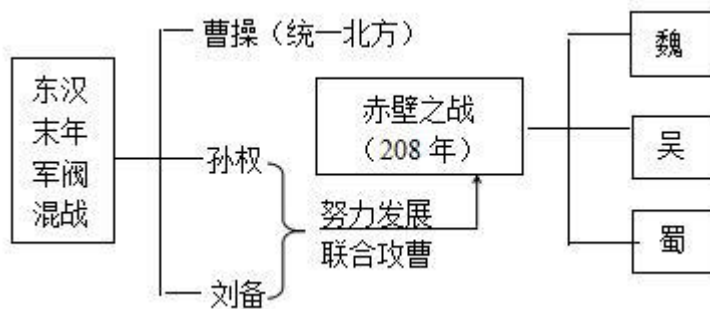 东汉
末年
军阀
混战
曹操（统一北方）
孙权
刘备
努力发展
联合攻曹
赤壁之战
（208 年）
魏
吴
蜀